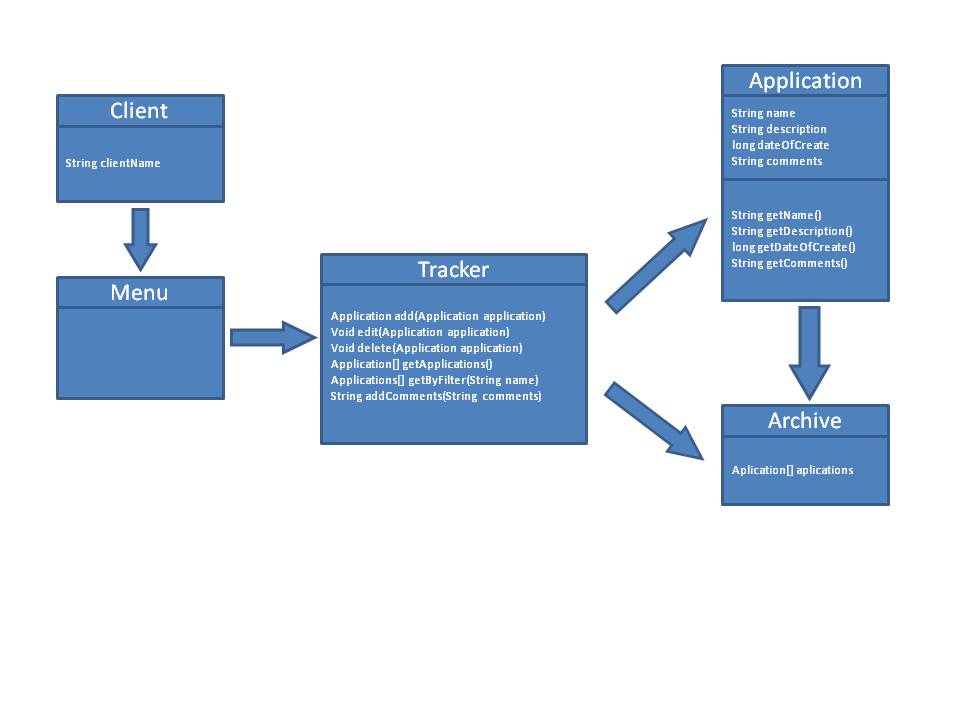 Client
String clientName
Menu
Tracker
Application add(Application application)
Void edit(Application application)
Void delete(Application application)
Application[] getApplications()
Applications[] getByFilter(String name)
String addComments(String comments)
Application
String name
String description
long dateOfCreate
String comments
String getName()
String getDescription()
long getDateOfCreate()
String getComments()
Archive
Aplication[] aplications